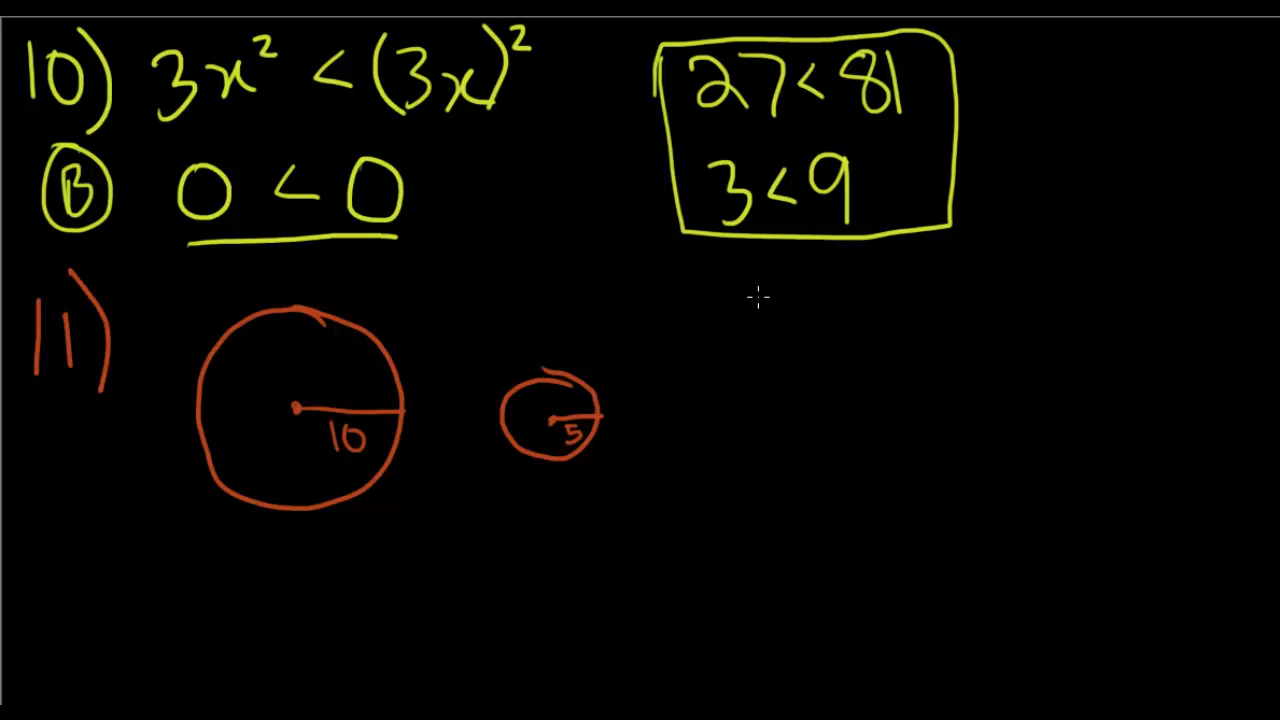 10) 3x² < (3x)²
27 < 81
B 0 < 0
3 < 9
11)
10
5